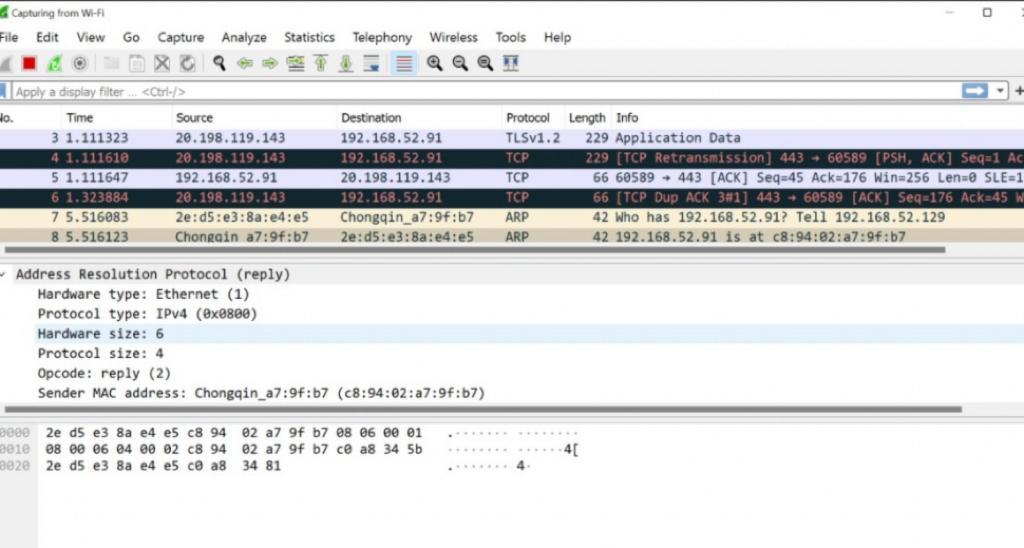 Capturing from Wi-Fi
File Edit View Go Capture Analyze Statistics Telephony Wireless Tools Help
Apply a display filter ... <Ctrl-/>
No. Time Source Destination Protocol Length Info
3 1.111323 20.198.119.143 192.168.52.91 TLSv1.2 229 Application Data
4 1.111610 20.198.119.143 192.168.52.91 TCP 229 [TCP Retransmission] 443 → 60589 [PSH, ACK] Seq=1 Ac
5 1.111647 192.168.52.91 20.198.119.143 TCP 66 60589 → 443 [ACK] Seq=45 Ack=176 Win=256 Len=0 SLE=1
6 1.323884 20.198.119.143 192.168.52.91 TCP 66 [TCP Dup ACK 3#1] 443 → 60589 [ACK] Seq=176 Ack=45 W
7 5.516083 2e:d5:e3:8a:e4:e5 Chongqin_a7:9f:b7 ARP 42 Who has 192.168.52.91? Tell 192.168.52.129
8 5.516123 Chongqin_a7:9f:b7 2e:d5:e3:8a:e4:e5 ARP 42 192.168.52.91 is at c8:94:02:a7:9f:b7
Address Resolution Protocol (reply)
Hardware type: Ethernet (1)
Protocol type: IPv4 (0x0800)
Hardware size: 6
Protocol size: 4
Opcode: reply (2)
Sender MAC address: Chongqin_a7:9f:b7 (c8:94:02:a7:9f:b7)
0000 2e d5 e3 8a e4 e5 c8 94 02 a7 9f b7 08 06 00 01 ........ ........
0010 08 00 06 04 00 02 c8 94 02 a7 9f b7 c0 a8 34 5b ........ ......4[
0020 2e d5 e3 8a e4 e5 c0 a8 34 81 ........ 4.